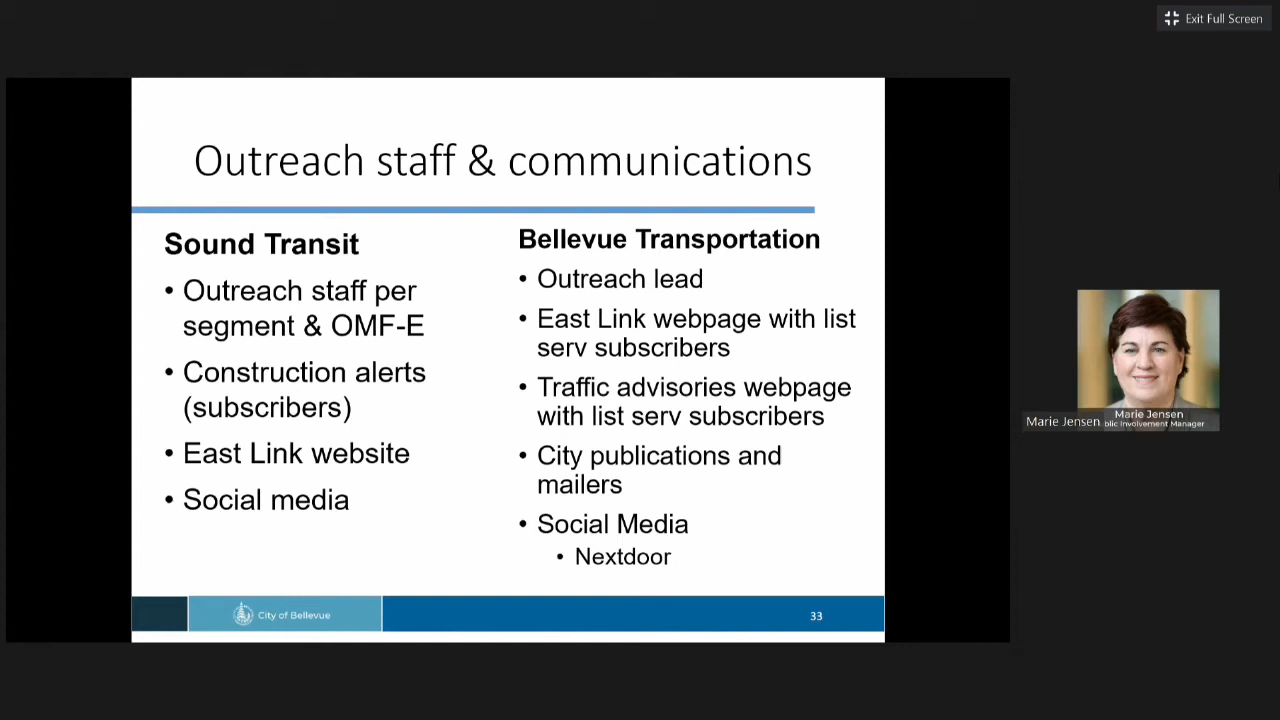 Exit Full Screen
Outreach staff & communications
Sound Transit
• Outreach staff per
segment & OMF-E
• Construction alerts
(subscribers)
• East Link website
• Social media
Bellevue Transportation
• Outreach lead
• East Link webpage with list
serv subscribers
• Traffic advisories webpage
with list serv subscribers
• City publications and
mailers
• Social Media
• Nextdoor
City of Bellevue
33
Marie Jensen
Marie Jensen
Involvement Manager